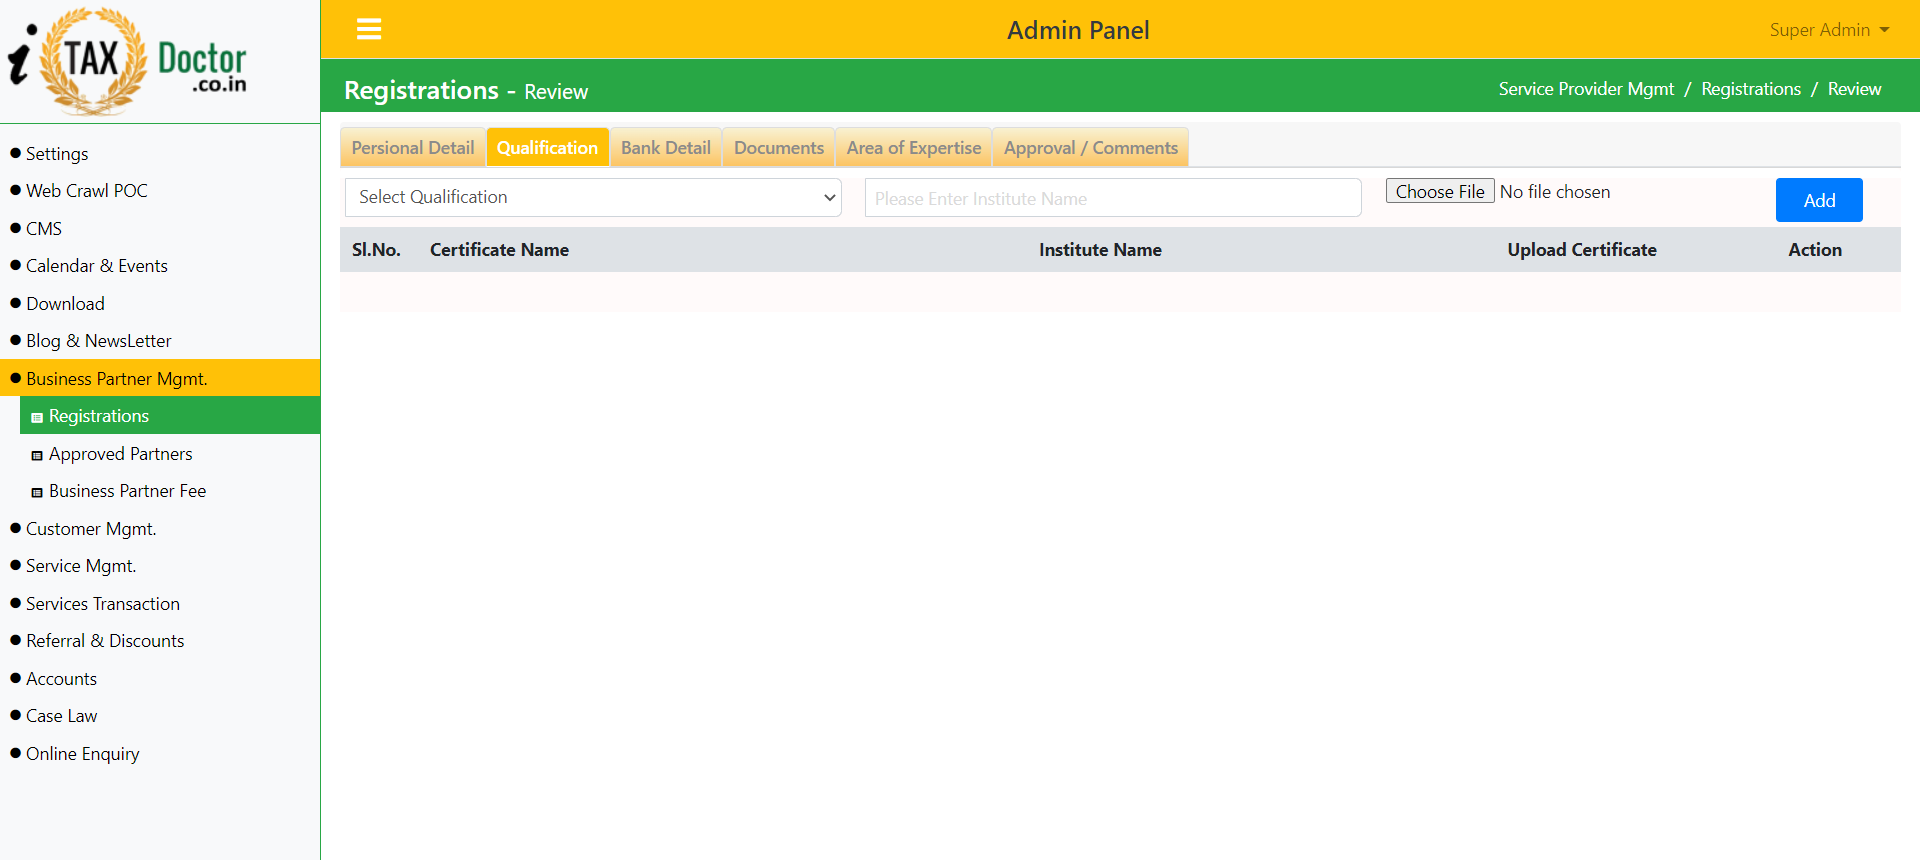 i TAX Doctor
.co.in
Admin Panel
Super Admin
Registrations - Review
Service Provider Mgmt / Registrations / Review
Settings
Web Crawl POC
CMS
Calendar & Events
Download
Blog & NewsLetter
Business Partner Mgmt.
Registrations
Approved Partners
Business Partner Fee
Customer Mgmt.
Service Mgmt.
Services Transaction
Referral & Discounts
Accounts
Case Law
Online Enquiry
Persional Detail Qualification Bank Detail Documents Area of Expertise Approval / Comments
Select Qualification Please Enter Institute Name Choose File No file chosen Add
Sl.No. Certificate Name Institute Name Upload Certificate Action